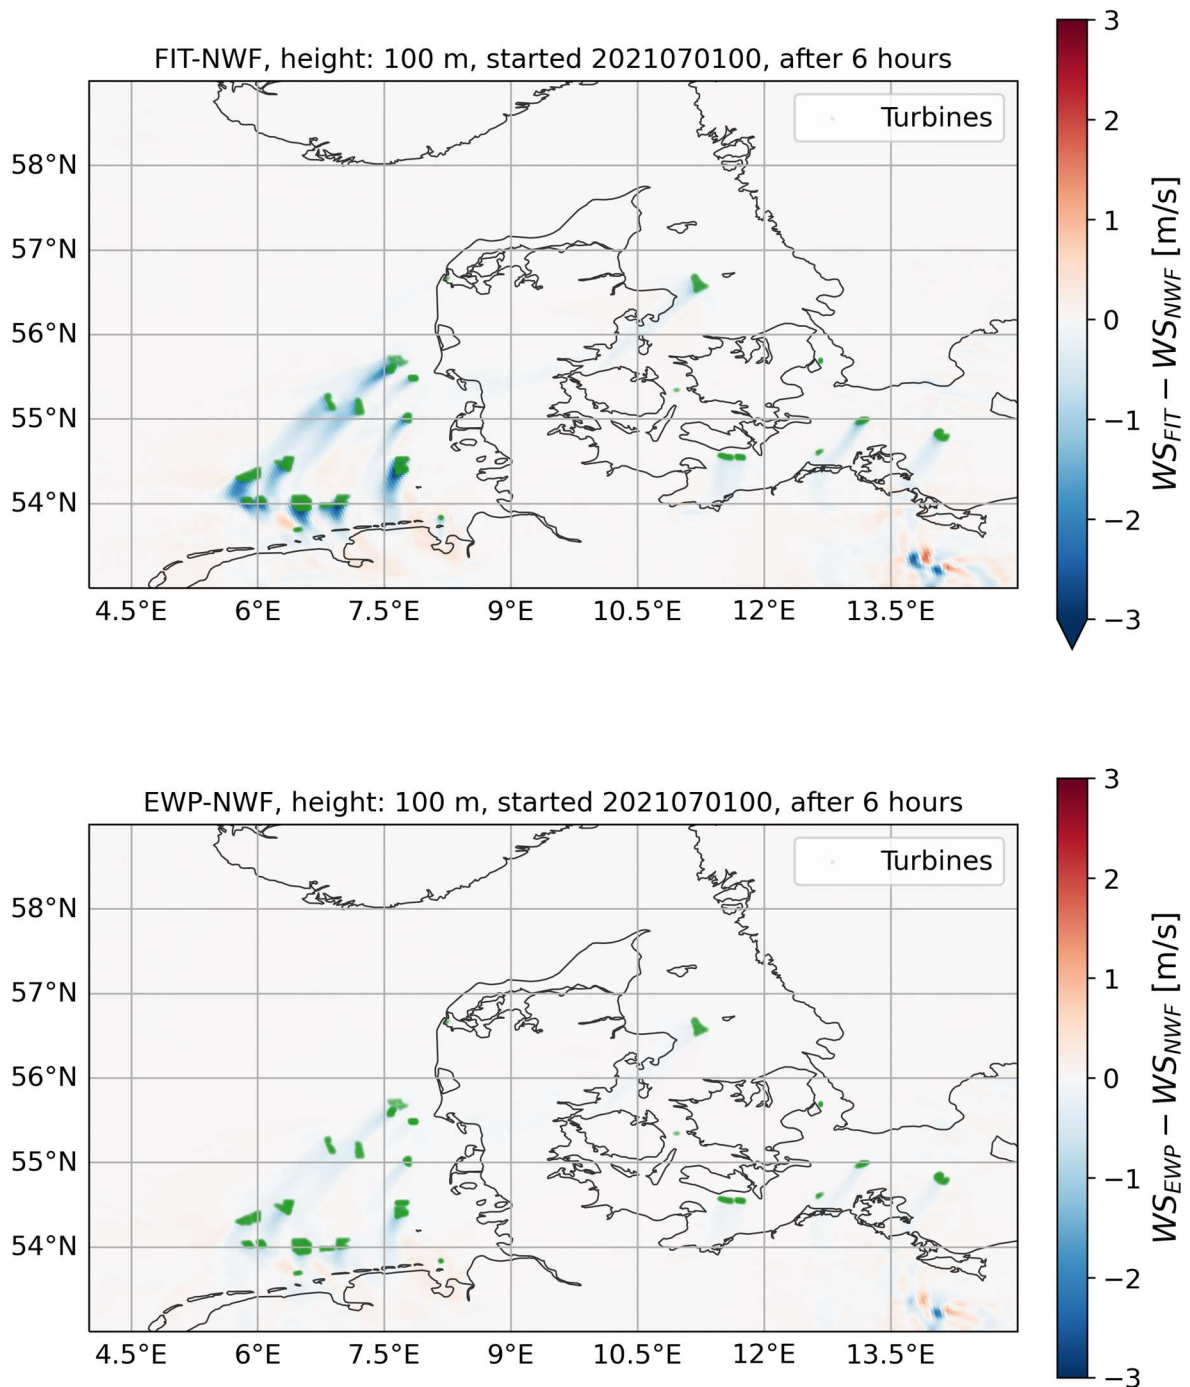 FIT-NWF, height: 100 m, started 2021070100, after 6 hours
Turbines
58°N
57°N
56°N
55°N
54°N
4.5°E 6°E 7.5°E 9°E 10.5°E 12°E 13.5°E
3
2
1
0
−1
−2
−3
WS_FIT − WS_NWF [m/s]
EWP-NWF, height: 100 m, started 2021070100, after 6 hours
Turbines
58°N
57°N
56°N
55°N
54°N
4.5°E 6°E 7.5°E 9°E 10.5°E 12°E 13.5°E
3
2
1
0
−1
−2
−3
WS_EWP − WS_NWF [m/s]